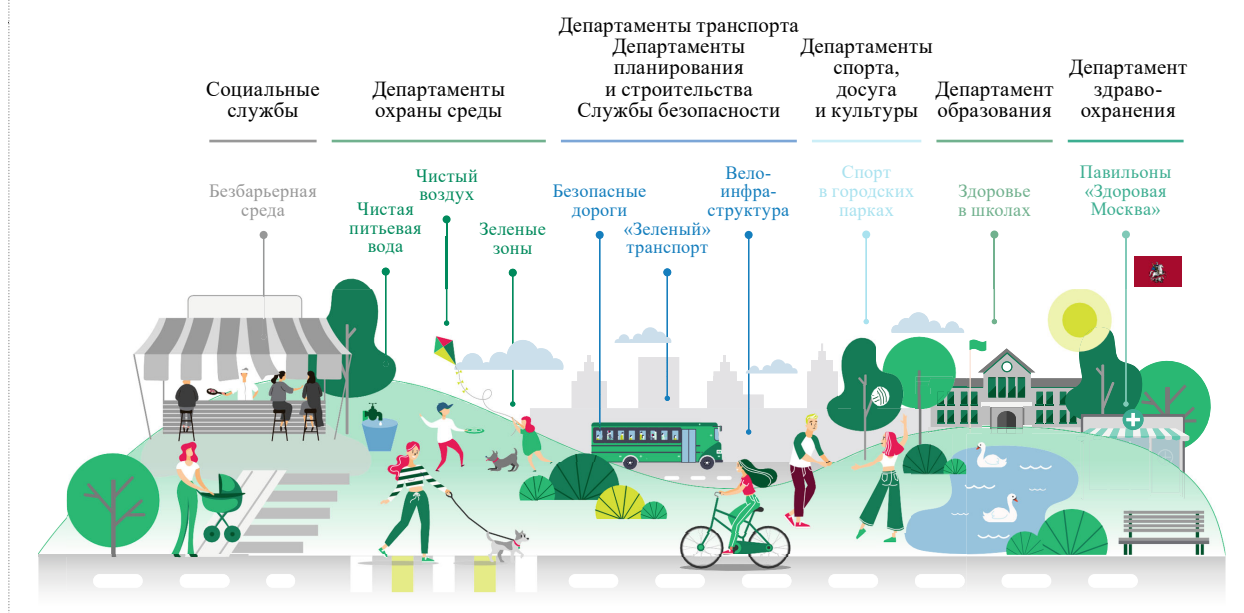 Социальные
службы
Департаменты
охраны среды
Департаменты транспорта
Департаменты
планирования
и строительства
Службы безопасности
Департаменты
спорта,
досуга
и культуры
Департамент
образования
Департамент
здраво-
охранения
Безбарьерная
среда
Чистая
питьевая
вода
Чистый
воздух
Зеленые
зоны
Безопасные
дороги
«Зеленый»
транспорт
Вело-
инфра-
структура
Спорт
в городских
парках
Здоровье
в школах
Павильоны
«Здоровая
Москва»